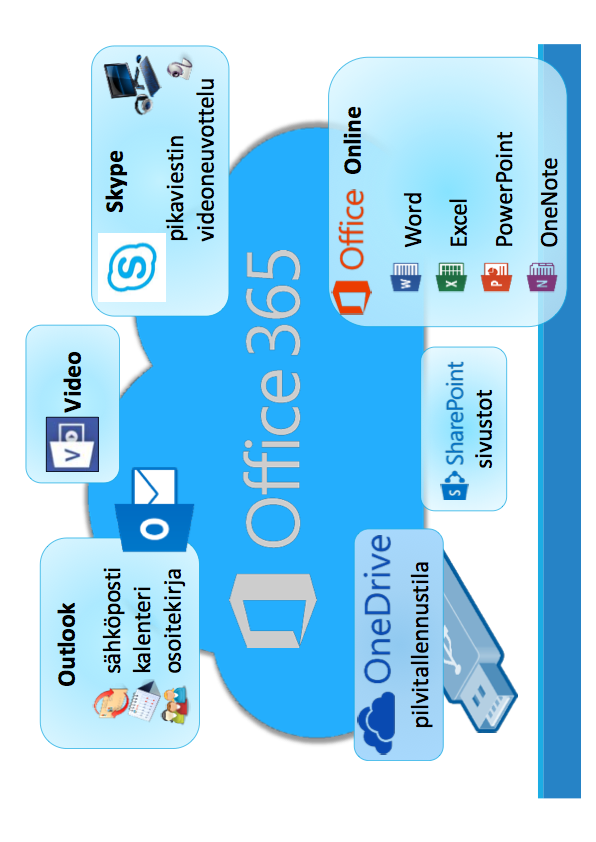 Outlook
sähköposti
kalenteri
osoitekirja
Video
Skype
pikaviestin
videoneuvottelu
Office 365
OneDrive
pilvitallennustila
SharePoint
sivustot
Office Online
Word
Excel
PowerPoint
OneNote